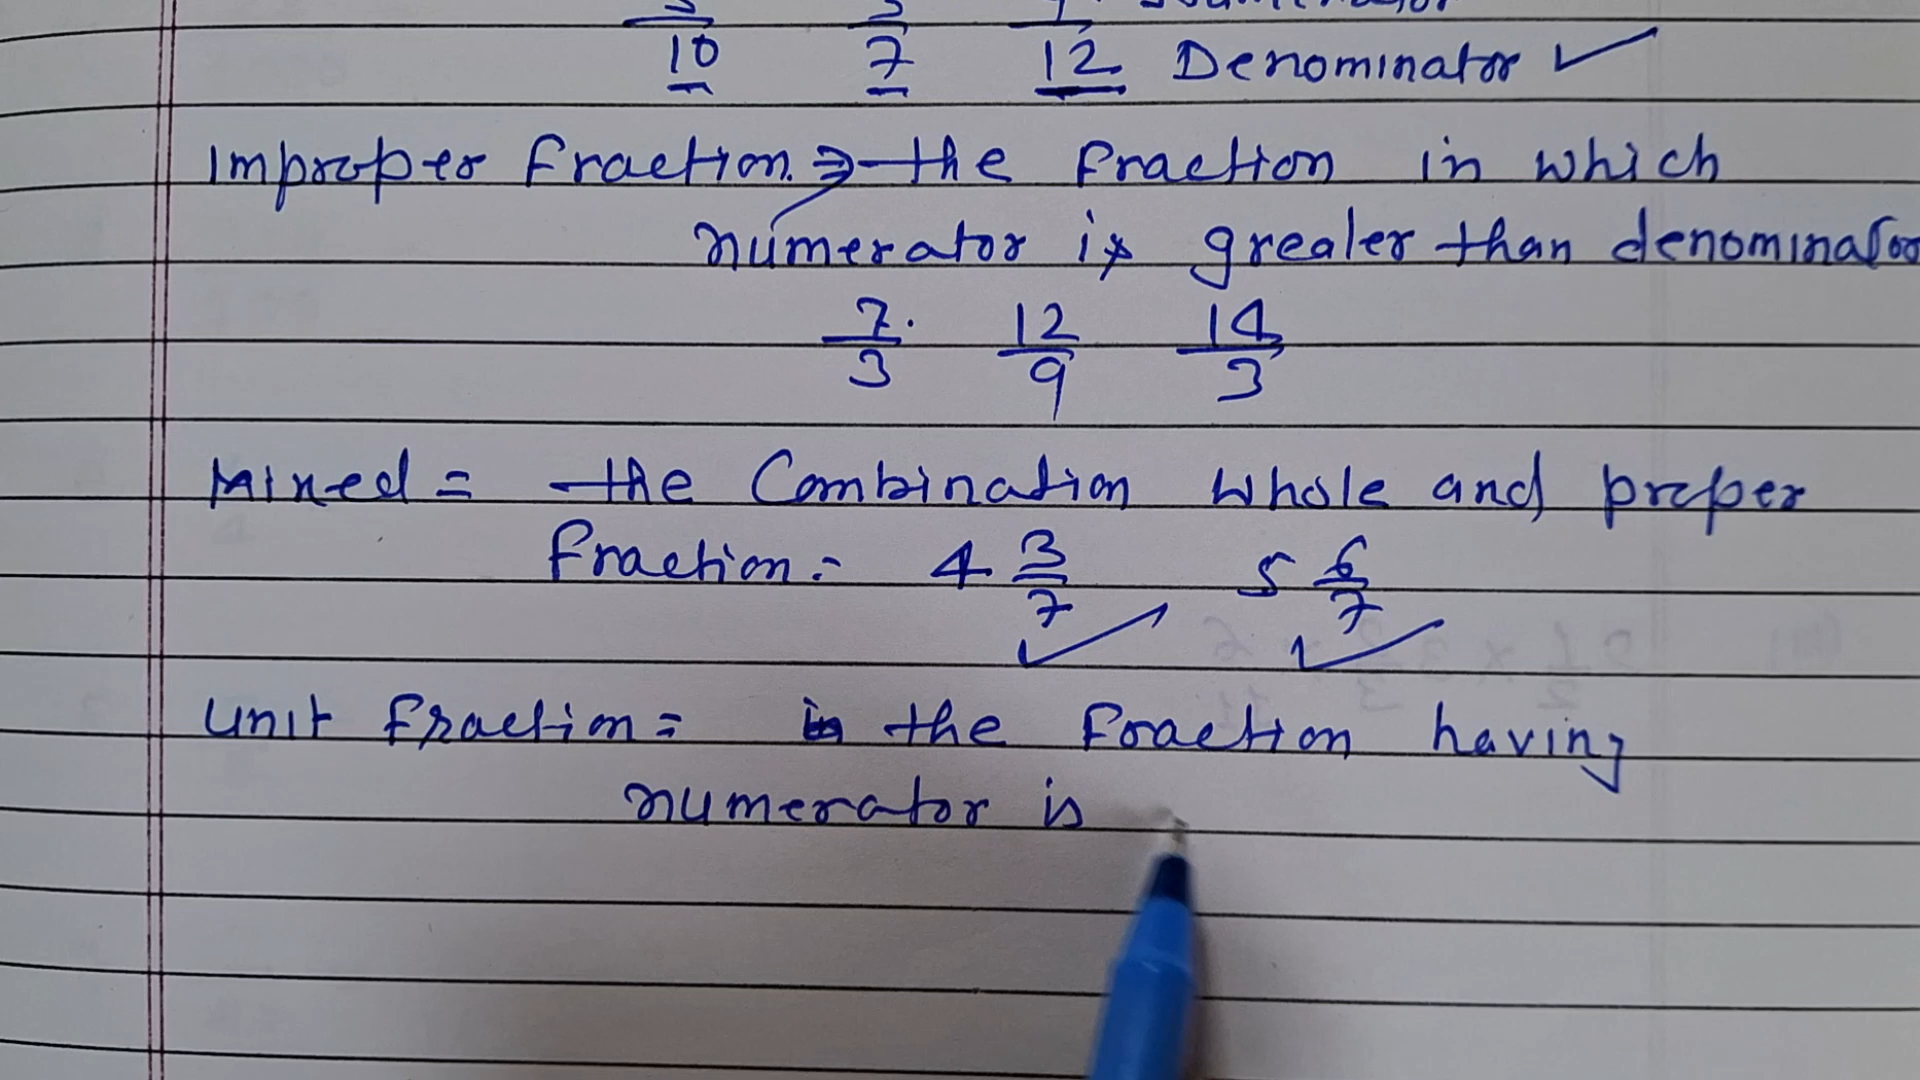 10 7 12 Denominator ✓
Improper fraction. ⇒ the fraction in which
numerator is greater than denominator
7/3 12/9 14/3
Mixed = the Combination whole and proper
fraction = 4 3/7 5 6/7
unit fraction = the fraction having
numerator is